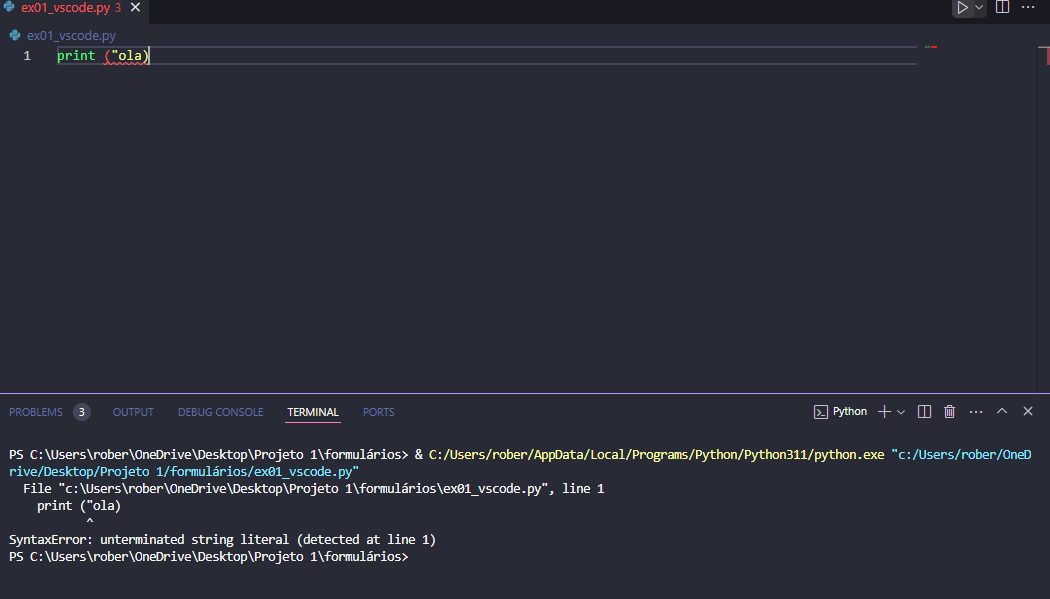 ex01_vscode.py 3
ex01_vscode.py
1 print ("ola)
PROBLEMS 3 OUTPUT DEBUG CONSOLE TERMINAL PORTS Python
PS C:\Users\rober\OneDrive\Desktop\Projeto 1\formulários> & C:/Users/rober/AppData/Local/Programs/Python/Python311/python.exe "c:/Users/rober/OneD
rive/Desktop/Projeto 1/formulários/ex01_vscode.py"
  File "c:\Users\rober\OneDrive\Desktop\Projeto 1\formulários\ex01_vscode.py", line 1
    print ("ola)
           ^
SyntaxError: unterminated string literal (detected at line 1)
PS C:\Users\rober\OneDrive\Desktop\Projeto 1\formulários>